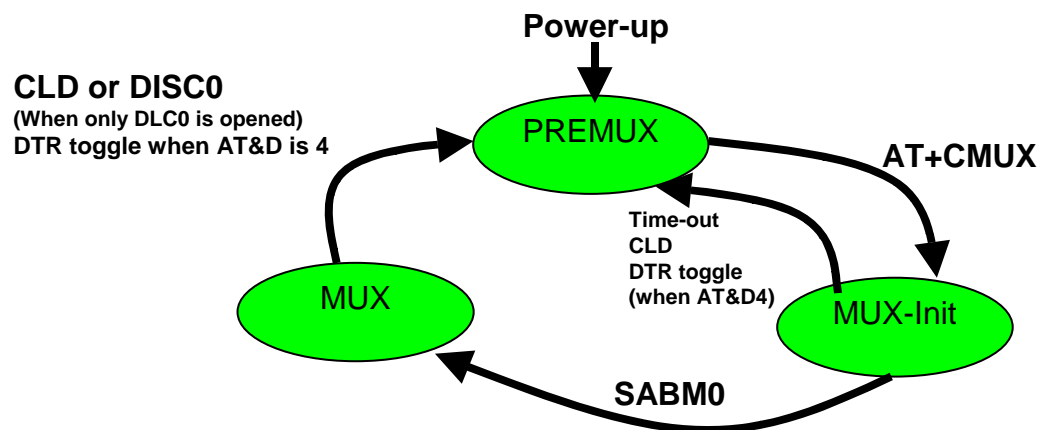 Power-up
CLD or DISC0
(When only DLC0 is opened)
DTR toggle when AT&D is 4
PREMUX
AT+CMUX
Time-out
CLD
DTR toggle
(when AT&D4)
MUX
MUX-Init
SABM0